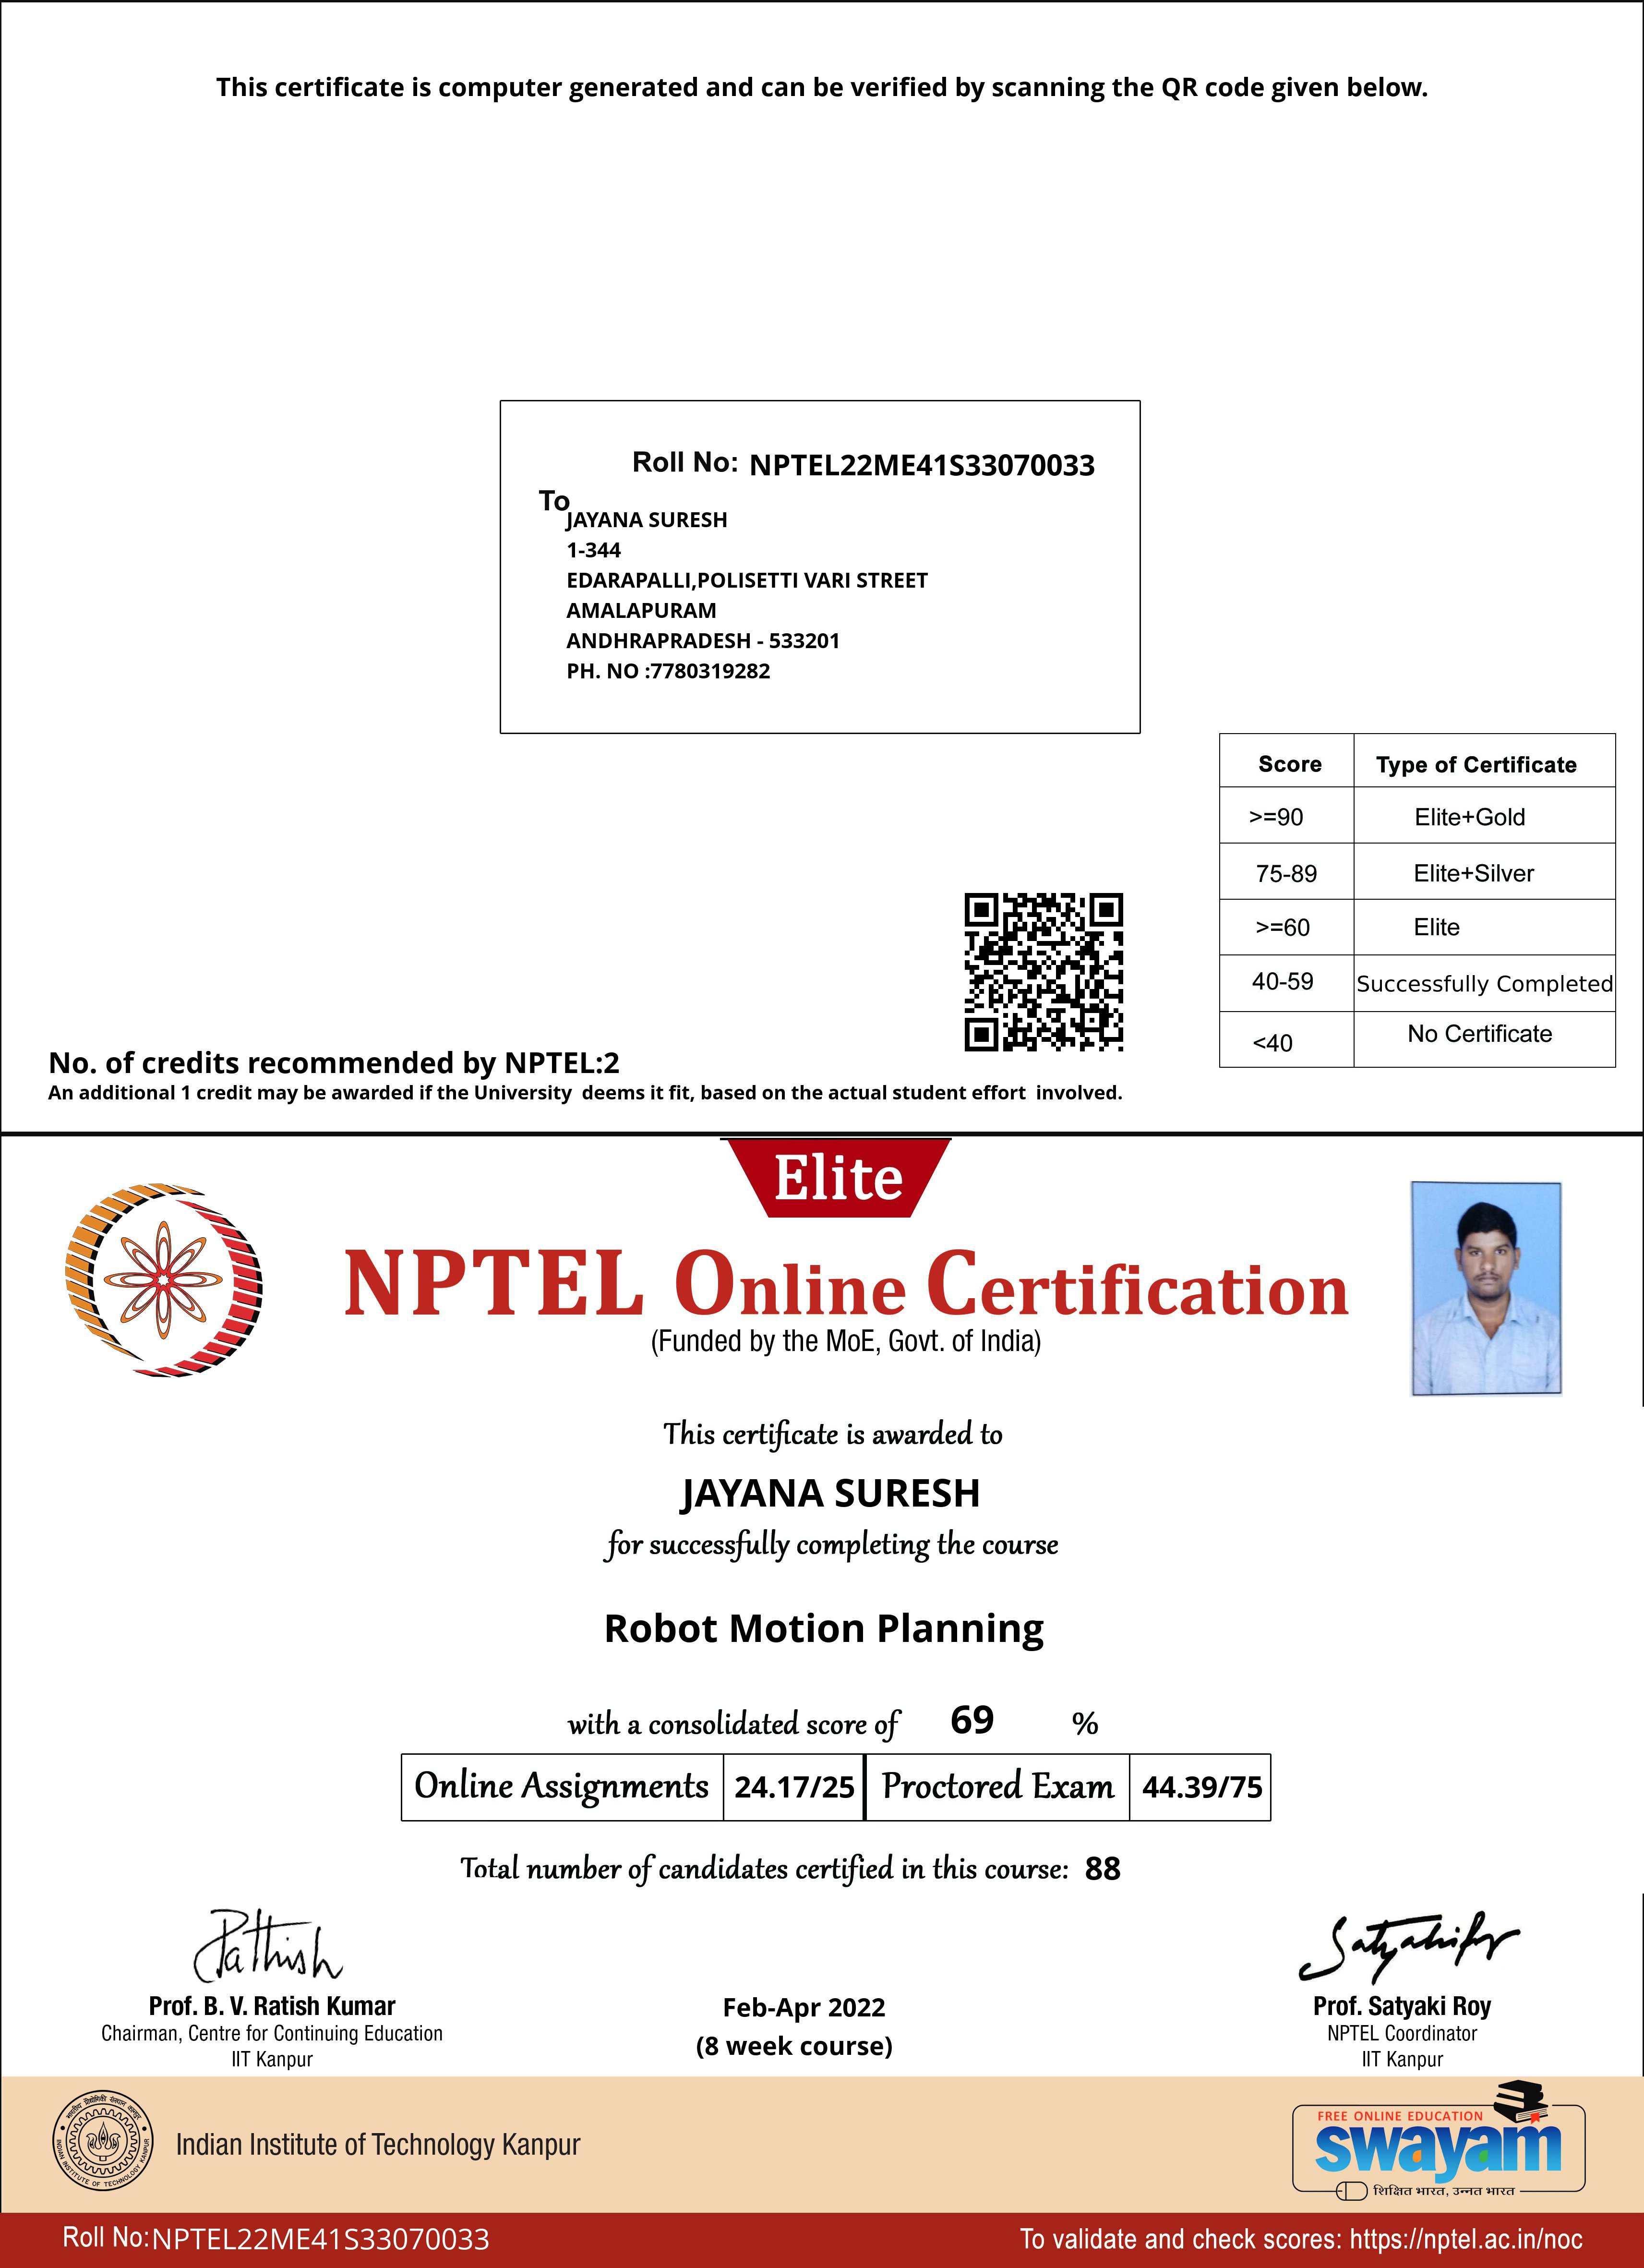 This certificate is computer generated and can be verified by scanning the QR code given below.
Roll No: NPTEL22ME41S33070033
To
JAYANA SURESH
1-344
EDARAPALLI,POLISETTI VARI STREET
AMALAPURAM
ANDHRAPRADESH - 533201
PH. NO :7780319282
Score Type of Certificate
>=90 Elite+Gold
75-89 Elite+Silver
>=60 Elite
40-59 Successfully Completed
<40 No Certificate
No. of credits recommended by NPTEL:2
An additional 1 credit may be awarded if the University deems it fit, based on the actual student effort involved.
Elite
NPTEL Online Certification
(Funded by the MoE, Govt. of India)
This certificate is awarded to
JAYANA SURESH
for successfully completing the course
Robot Motion Planning
with a consolidated score of 69 %
Online Assignments 24.17/25 Proctored Exam 44.39/75
Total number of candidates certified in this course: 88
Prof. B. V. Ratish Kumar
Chairman, Centre for Continuing Education
IIT Kanpur
Feb-Apr 2022
(8 week course)
Prof. Satyaki Roy
NPTEL Coordinator
IIT Kanpur
INDIAN INSTITUTE OF TECHNOLOGY KANPUR
Indian Institute of Technology Kanpur
FREE ONLINE EDUCATION
swayam
शिक्षित भारत, उन्नत भारत
Roll No:NPTEL22ME41S33070033
To validate and check scores: https://nptel.ac.in/noc